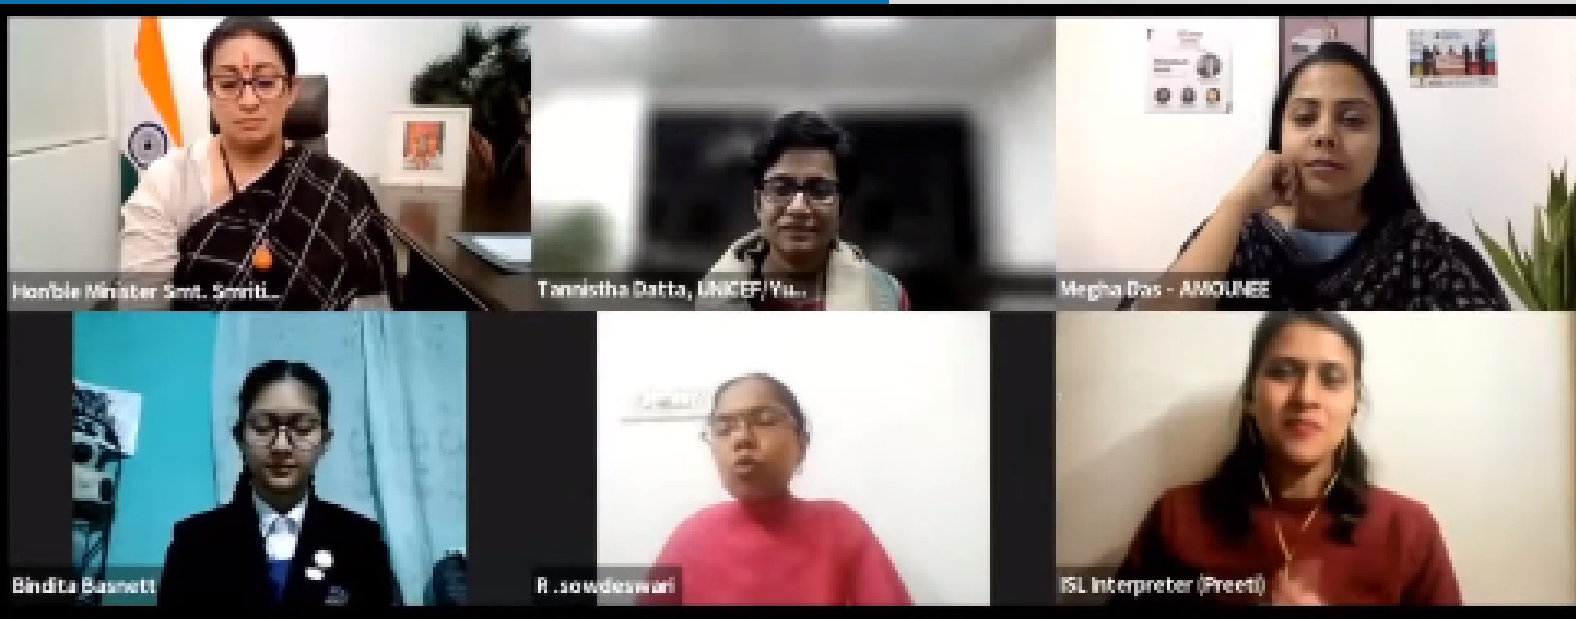 Hon'ble Minister Smt. Smriti...
Tannistha Datta, UNICEF/Yu...
Megha Das - AMOUNEE
Bindita Basnett
R .sowdeswari
ISL Interpreter (Preeti)